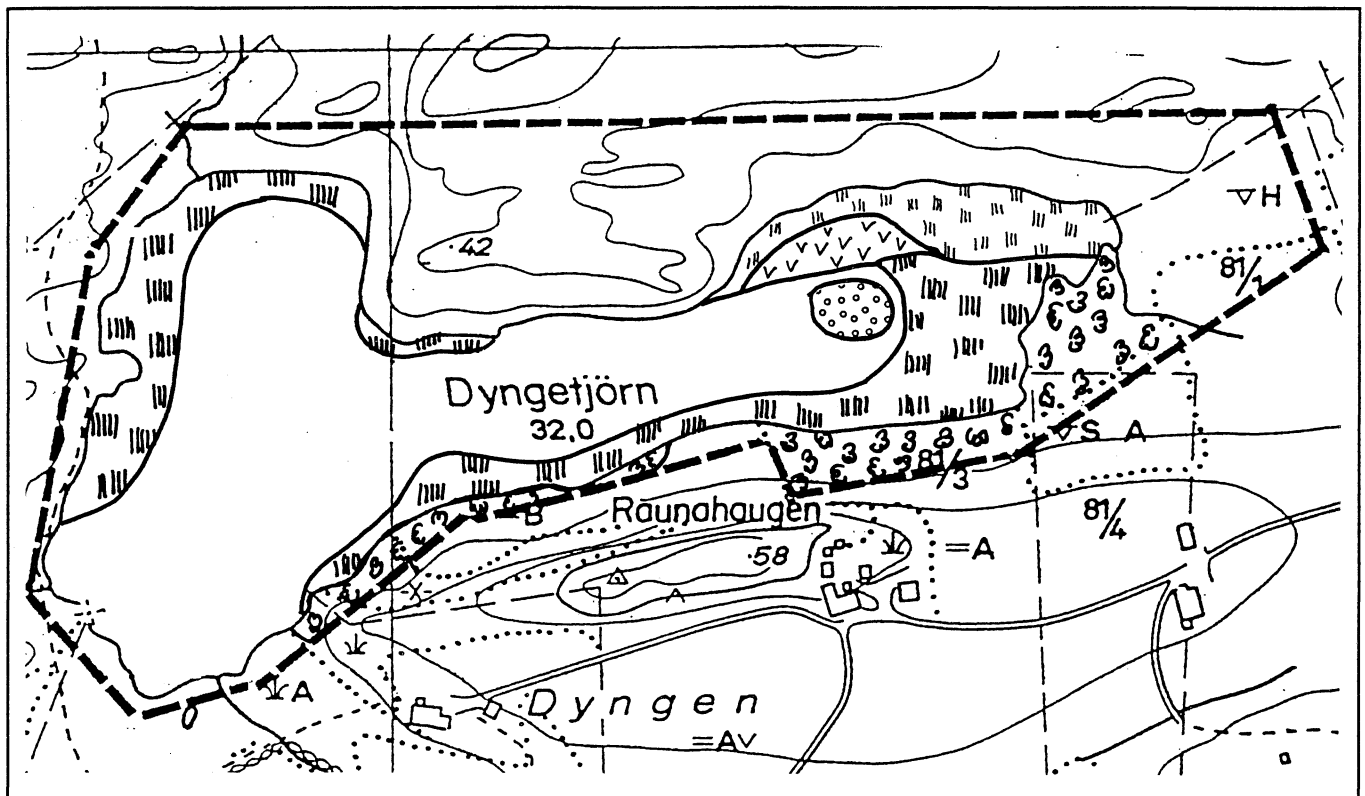 H
·42
81/2
Dyngetjörn
32,0
S A
81/3
B
Raunahaugen
81/4
=A
·58
A
Dyngen
=AV